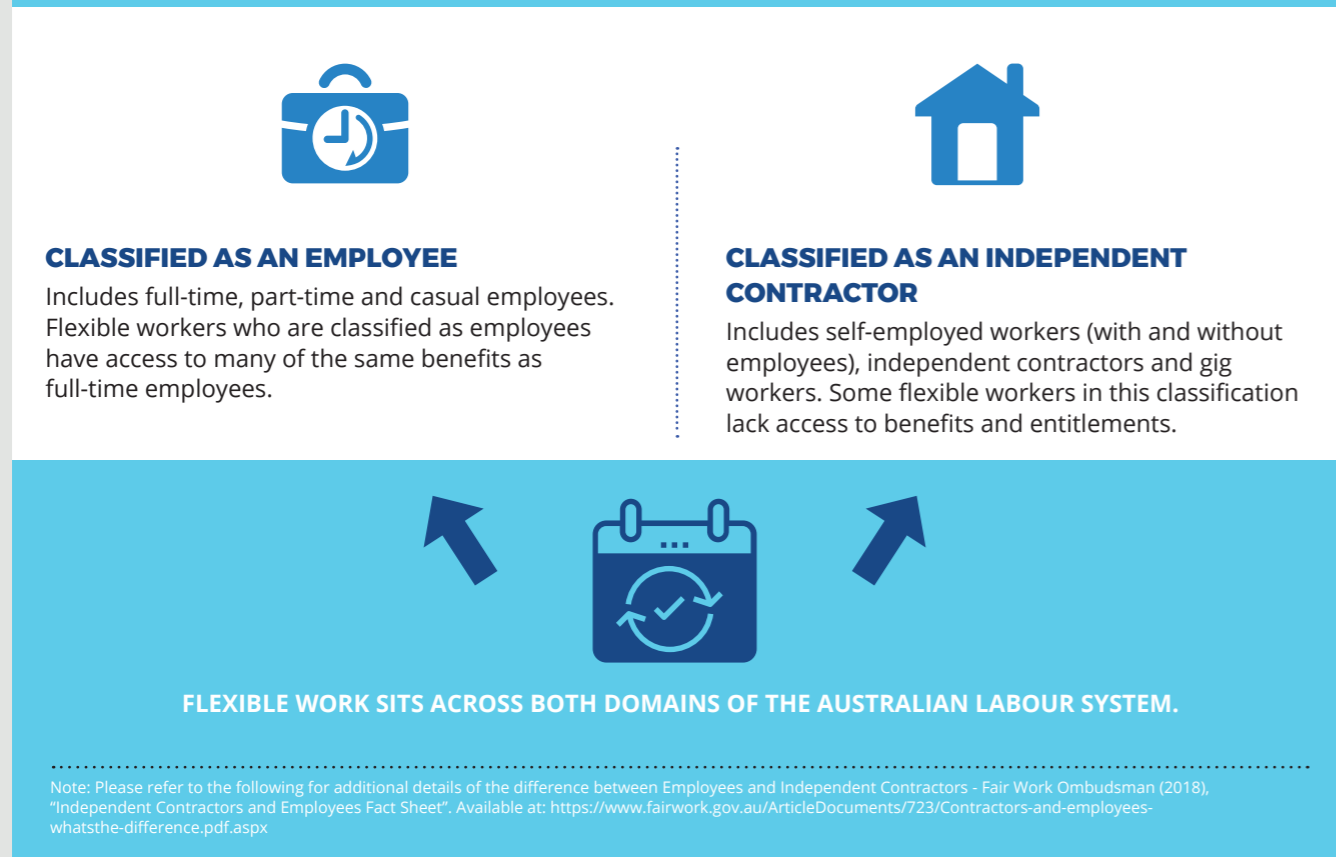 CLASSIFIED AS AN EMPLOYEE
Includes full-time, part-time and casual employees.
Flexible workers who are classified as employees
have access to many of the same benefits as
full-time employees.
CLASSIFIED AS AN INDEPENDENT
CONTRACTOR
Includes self-employed workers (with and without
employees), independent contractors and gig
workers. Some flexible workers in this classification
lack access to benefits and entitlements.
FLEXIBLE WORK SITS ACROSS BOTH DOMAINS OF THE AUSTRALIAN LABOUR SYSTEM.
Note: Please refer to the following for additional details of the difference between Employees and Independent Contractors - Fair Work Ombudsman (2018),
“Independent Contractors and Employees Fact Sheet”. Available at: https://www.fairwork.gov.au/ArticleDocuments/723/Contractors-and-employees-
whatsthe-difference.pdf.aspx